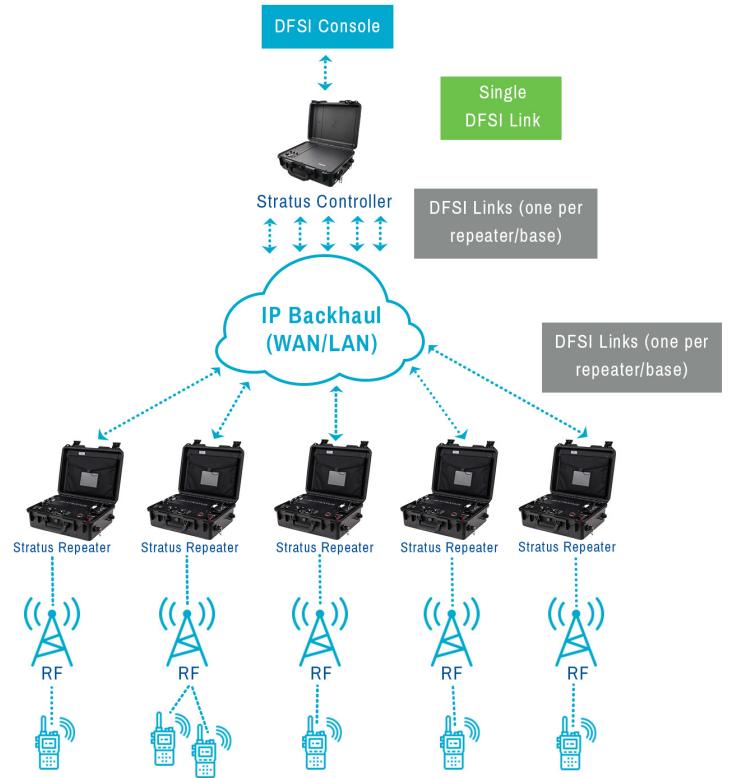 DFSI Console
Single
DFSI Link
Stratus Controller
DFSI Links (one per
repeater/base)
IP Backhaul
(WAN/LAN)
DFSI Links (one per
repeater/base)
Stratus Repeater
Stratus Repeater
Stratus Repeater
Stratus Repeater
Stratus Repeater
RF
RF
RF
RF
RF